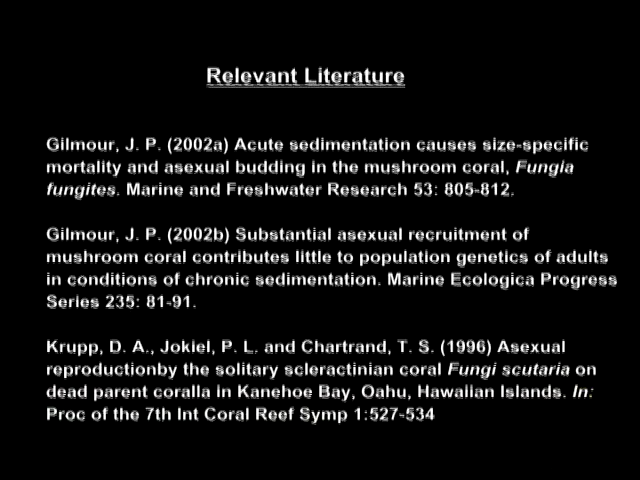 Relevant Literature
Gilmour, J. P. (2002a) Acute sedimentation causes size-specific
mortality and asexual budding in the mushroom coral, Fungia
fungites. Marine and Freshwater Research 53: 805-812.
Gilmour, J. P. (2002b) Substantial asexual recruitment of
mushroom coral contributes little to population genetics of adults
in conditions of chronic sedimentation. Marine Ecologica Progress
Series 235: 81-91.
Krupp, D. A., Jokiel, P. L. and Chartrand, T. S. (1996) Asexual
reproductionby the solitary scleractinian coral Fungi scutaria on
dead parent coralla in Kanehoe Bay, Oahu, Hawaiian Islands. In:
Proc of the 7th Int Coral Reef Symp 1:527-534